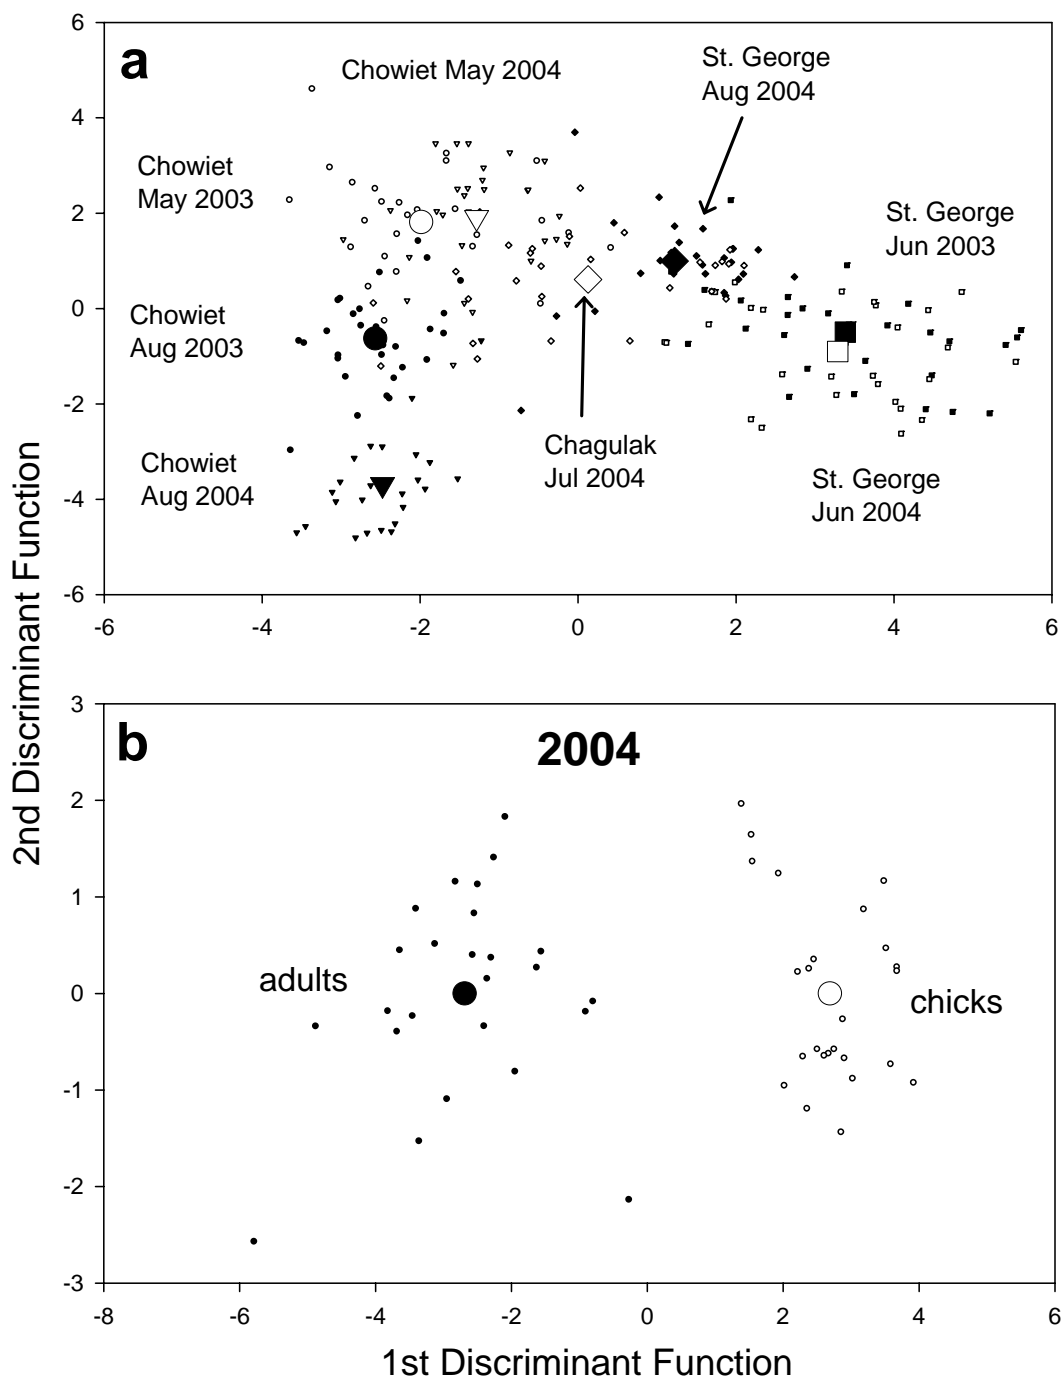 a
Chowiet May 2004
St. George
Aug 2004
Chowiet
May 2003
St. George
Jun 2003
Chowiet
Aug 2003
Chowiet
Aug 2004
Chagulak
Jul 2004
St. George
Jun 2004
6
4
2
0
-2
-4
-6
-6 -4 -2 0 2 4 6
2nd Discriminant Function
b
2004
adults
chicks
3
2
1
0
-1
-2
-3
-8 -6 -4 -2 0 2 4 6
1st Discriminant Function